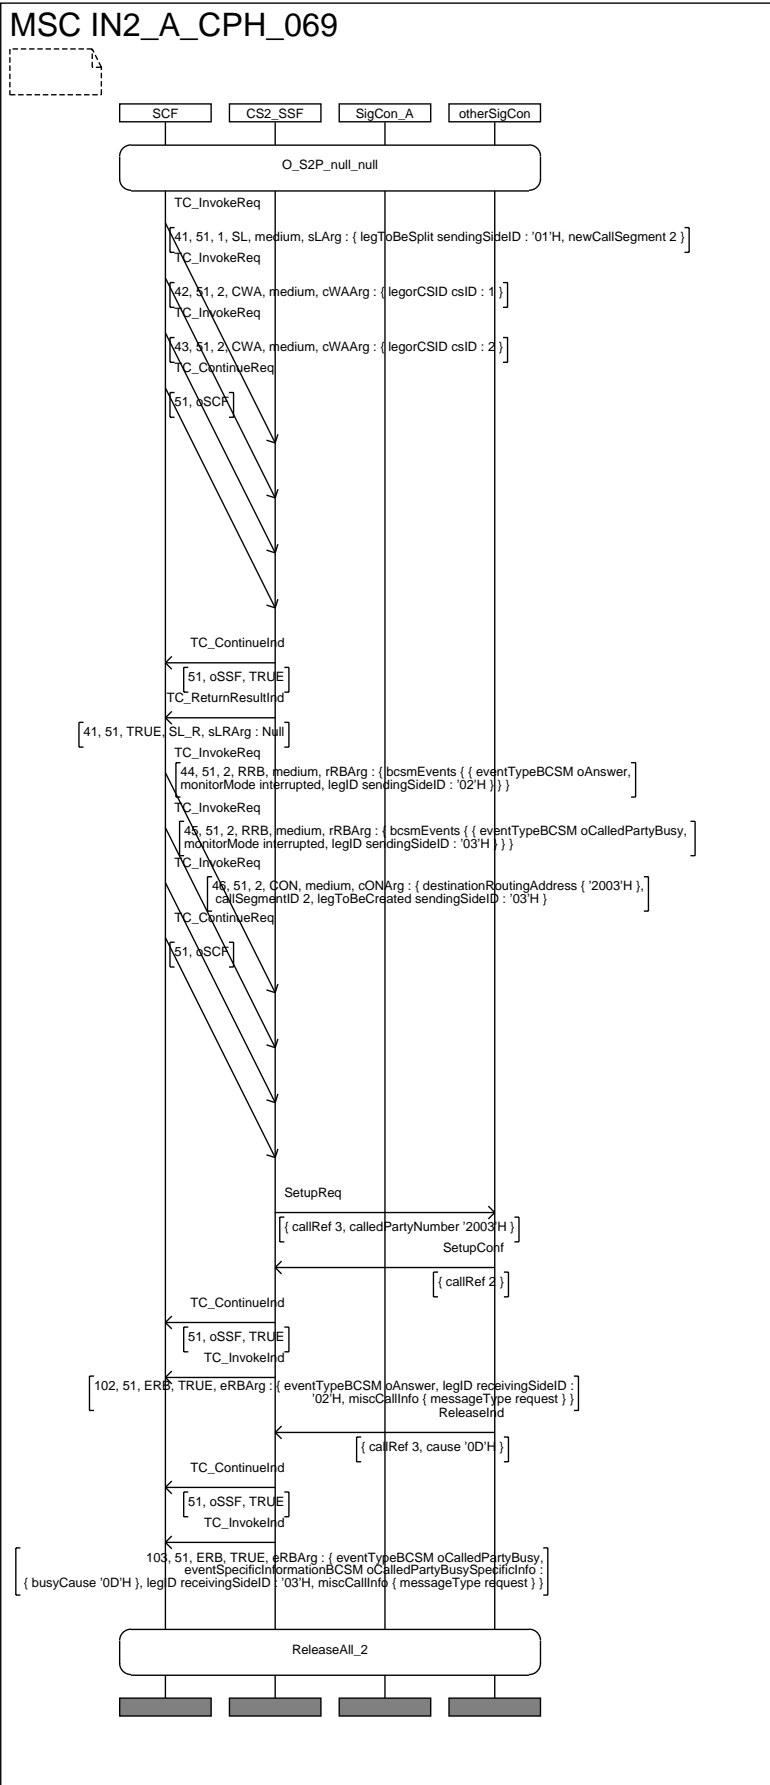 MSC IN2_A_CPH_069
SCF
CS2_SSF
SigCon_A
otherSigCon
O_S2P_null_null
TC_InvokeReq
41, 51, 1, SL, medium, sLArg : { legToBeSplit sendingSideID : '01'H, newCallSegment 2 }
TC_InvokeReq
42, 51, 2, CWA, medium, cWAArg : { legorCSID csID : 1 }
TC_InvokeReq
43, 51, 2, CWA, medium, cWAArg : { legorCSID csID : 2 }
TC_ContinueReq
51, oSCF
TC_ContinueInd
51, oSSF, TRUE
TC_ReturnResultInd
41, 51, TRUE, SL_R, sLRArg : Null
TC_InvokeReq
44, 51, 2, RRB, medium, rRBArg : { bcsmEvents { { eventTypeBCSM oAnswer,
monitorMode interrupted, legID sendingSideID : '02'H } } }
TC_InvokeReq
45, 51, 2, RRB, medium, rRBArg : { bcsmEvents { { eventTypeBCSM oCalledPartyBusy,
monitorMode interrupted, legID sendingSideID : '03'H } } }
TC_InvokeReq
46, 51, 2, CON, medium, cONArg : { destinationRoutingAddress { '2003'H },
callSegmentID 2, legToBeCreated sendingSideID : '03'H }
TC_ContinueReq
51, oSCF
SetupReq
{ callRef 3, calledPartyNumber '2003'H }
SetupConf
{ callRef 2 }
TC_ContinueInd
51, oSSF, TRUE
TC_InvokeInd
102, 51, ERB, TRUE, eRBArg : { eventTypeBCSM oAnswer, legID receivingSideID :
'02'H, miscCallInfo { messageType request } }
ReleaseInd
{ callRef 3, cause '0D'H }
TC_ContinueInd
51, oSSF, TRUE
TC_InvokeInd
103, 51, ERB, TRUE, eRBArg : { eventTypeBCSM oCalledPartyBusy,
eventSpecificInformationBCSM oCalledPartyBusySpecificInfo :
{ busyCause '0D'H }, legID receivingSideID : '03'H, miscCallInfo { messageType request } }
ReleaseAll_2